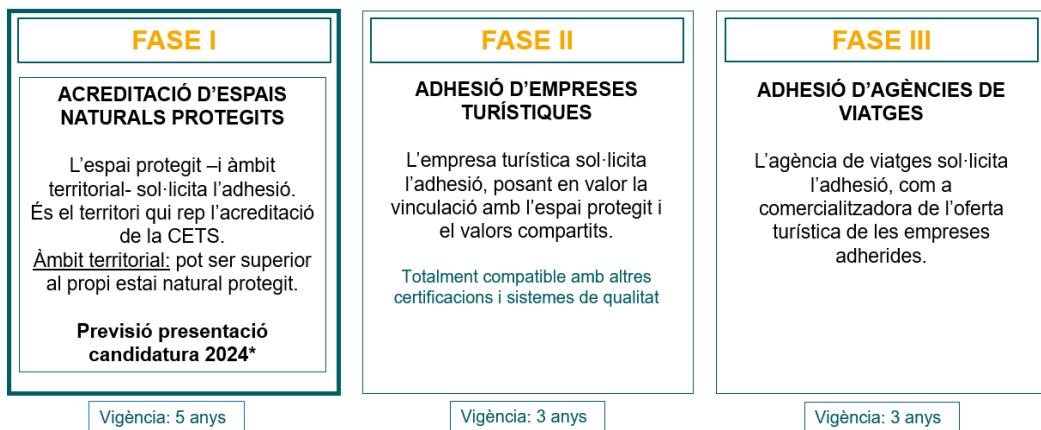 FASE I
ACREDITACIÓ D’ESPAIS
NATURALS PROTEGITS
L’espai protegit –i àmbit
territorial- sol·licita l’adhesió.
És el territori qui rep l’acreditació
de la CETS.
Àmbit territorial: pot ser superior
al propi estai natural protegit.
Previsió presentació
candidatura 2024*
Vigència: 5 anys
FASE II
ADHESIÓ D’EMPRESES
TURÍSTIQUES
L’empresa turística sol·licita
l’adhesió, posant en valor la
vinculació amb l’espai protegit i
el valors compartits.
Totalment compatible amb altres
certificacions i sistemes de qualitat
Vigència: 3 anys
FASE III
ADHESIÓ D’AGÈNCIES DE
VIATGES
L’agència de viatges sol·licita
l’adhesió, com a
comercialitzadora de l’oferta
turística de les empreses
adherides.
Vigència: 3 anys